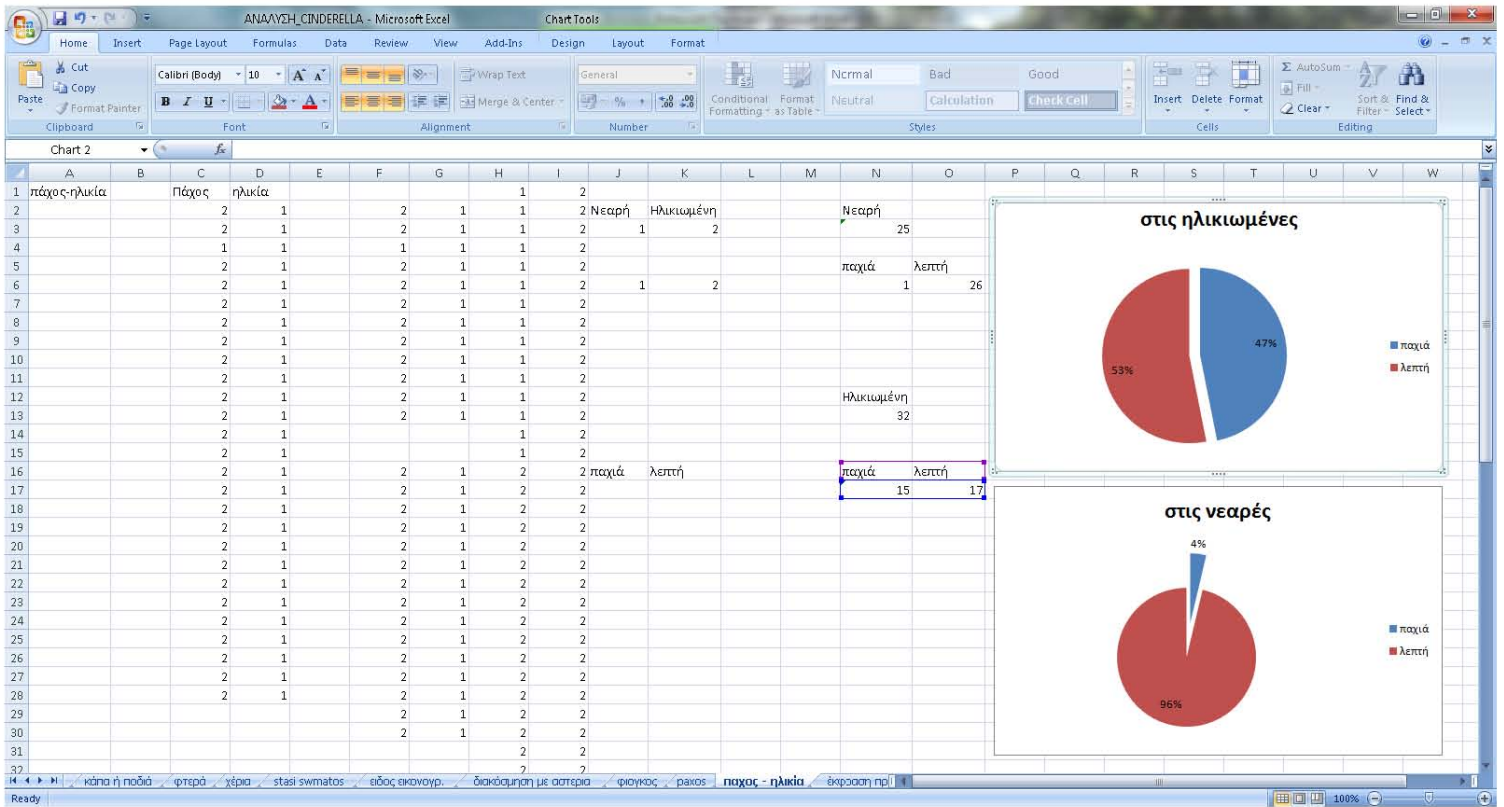 ΑΝΑΛΥΣΗ_CINDERELLA - Microsoft Excel Chart Tools
Home Insert Page Layout Formulas Data Review View Add-Ins Design Layout Format
Cut Calibri (Body) 10 Wrap Text General Normal Bad Good Σ AutoSum
Copy Fill
Paste Format Painter B I U Merge & Center % Conditional Formatting Format as Table Neutral Calculation Check Cell Insert Delete Format Clear Sort & Filter Find & Select
Clipboard Font Alignment Number Styles Cells Editing
Chart 2 fx
A B C D E F G H I J K L M N O P Q R S T U V W
1 πάχος-ηλικία Πάχος ηλικία 1 2
2 2 1 2 1 1 2 Νεαρή Ηλικιωμένη Νεαρή
3 2 1 2 1 1 2 1 2 25
4 1 1 1 1 1 2
5 2 1 2 1 1 2 παχιά λεπτή
6 2 1 2 1 1 2 1 2 1 26
7 2 1 2 1 1 2
8 2 1 2 1 1 2
9 2 1 2 1 1 2
10 2 1 2 1 1 2
11 2 1 2 1 1 2
12 2 1 2 1 1 2 Ηλικιωμένη
13 2 1 2 1 1 2 32
14 2 1 1 2
15 2 1 1 2
16 2 1 2 1 2 2 παχιά λεπτή παχιά λεπτή
17 2 1 2 1 2 2 15 17
18 2 1 2 1 2 2
19 2 1 2 1 2 2
20 2 1 2 1 2 2
21 2 1 2 1 2 2
22 2 1 2 1 2 2
23 2 1 2 1 2 2
24 2 1 2 1 2 2
25 2 1 2 1 2 2
26 2 1 2 1 2 2
27 2 1 2 1 2 2
28 2 1 2 1 2 2
29 2 1 2 2
30 2 1 2 2
31 2 2
32 2 2
στις ηλικιωμένες
47%
53%
παχιά
λεπτή
στις νεαρές
4%
96%
παχιά
λεπτή
κάπα ή ποδιά φτερά χέρια stasi swmatos ειδος εικονογρ. διακόσμηση με αστερια φιογκος paxos παχος - ηλικία έκφραση πρ
Ready 100%